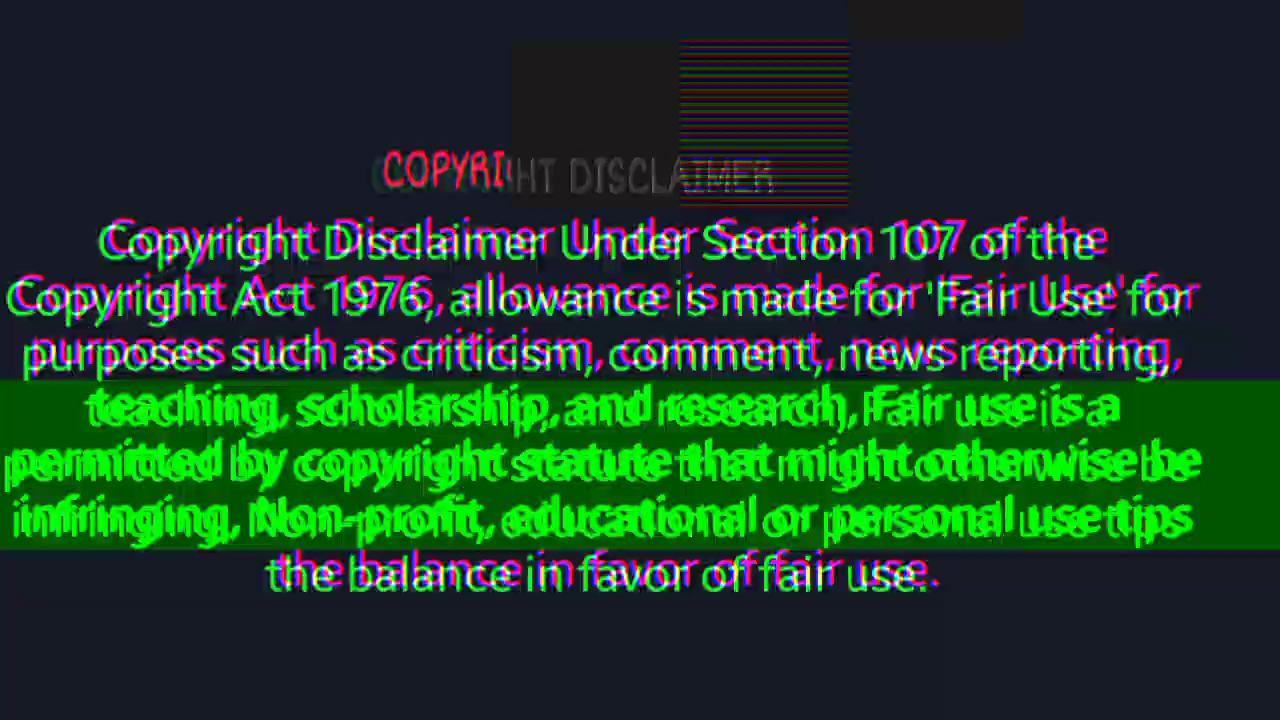 COPYRIGHT DISCLAIMER
Copyright Disclaimer Under Section 107 of the
Copyright Act 1976, allowance is made for 'Fair Use' for
purposes such as criticism, comment, news reporting,
teaching, scholarship, and research, Fair use is a
permitted by copyright statute that might otherwise be
infringing, Non-profit, educational or personal use tips
the balance in favor of fair use.